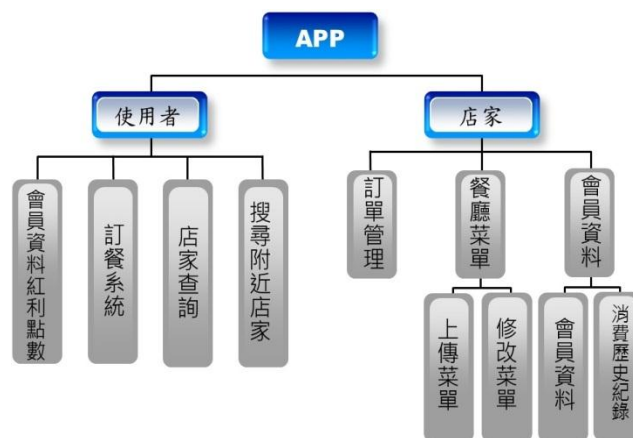 APP
使用者
店家
會員資料紅利點數
訂餐系統
店家查詢
搜尋附近店家
訂單管理
餐廳菜單
會員資料
上傳菜單
修改菜單
會員資料
消費歷史紀錄